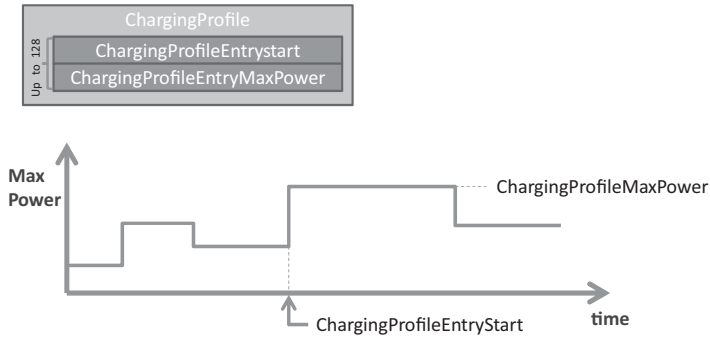 ChargingProfile
Up to 128
ChargingProfileEntrystart
ChargingProfileEntryMaxPower
Max
Power
ChargingProfileMaxPower
ChargingProfileEntryStart
time